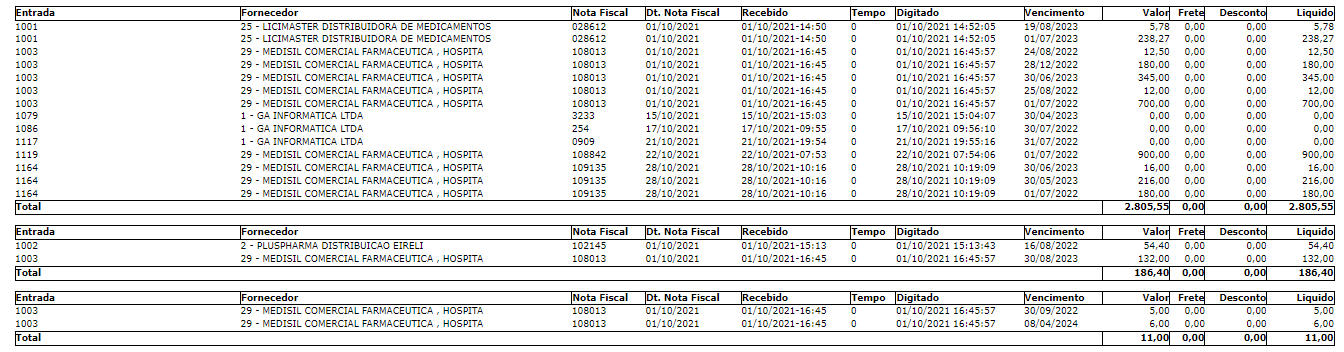 Entrada Fornecedor Nota Fiscal Dt. Nota Fiscal Recebido Tempo Digitado Vencimento Valor Frete Desconto Liquido
1001 25 - LICIMASTER DISTRIBUIDORA DE MEDICAMENTOS 028612 01/10/2021 01/10/2021-14:50 0 01/10/2021 14:52:05 19/08/2023 5,78 0,00 0,00 5,78
1001 25 - LICIMASTER DISTRIBUIDORA DE MEDICAMENTOS 028612 01/10/2021 01/10/2021-14:50 0 01/10/2021 14:52:05 01/07/2023 238,27 0,00 0,00 238,27
1003 29 - MEDISIL COMERCIAL FARMACEUTICA , HOSPITA 108013 01/10/2021 01/10/2021-16:45 0 01/10/2021 16:45:57 24/08/2022 12,50 0,00 0,00 12,50
1003 29 - MEDISIL COMERCIAL FARMACEUTICA , HOSPITA 108013 01/10/2021 01/10/2021-16:45 0 01/10/2021 16:45:57 28/12/2022 180,00 0,00 0,00 180,00
1003 29 - MEDISIL COMERCIAL FARMACEUTICA , HOSPITA 108013 01/10/2021 01/10/2021-16:45 0 01/10/2021 16:45:57 30/06/2023 345,00 0,00 0,00 345,00
1003 29 - MEDISIL COMERCIAL FARMACEUTICA , HOSPITA 108013 01/10/2021 01/10/2021-16:45 0 01/10/2021 16:45:57 25/08/2022 12,00 0,00 0,00 12,00
1003 29 - MEDISIL COMERCIAL FARMACEUTICA , HOSPITA 108013 01/10/2021 01/10/2021-16:45 0 01/10/2021 16:45:57 01/07/2022 700,00 0,00 0,00 700,00
1079 1 - GA INFORMATICA LTDA 3233 15/10/2021 15/10/2021-15:03 0 15/10/2021 15:04:07 30/04/2023 0,00 0,00 0,00 0,00
1086 1 - GA INFORMATICA LTDA 254 17/10/2021 17/10/2021-09:55 0 17/10/2021 09:56:10 30/07/2022 0,00 0,00 0,00 0,00
1117 1 - GA INFORMATICA LTDA 0909 21/10/2021 21/10/2021-19:54 0 21/10/2021 19:55:16 31/07/2022 0,00 0,00 0,00 0,00
1119 29 - MEDISIL COMERCIAL FARMACEUTICA , HOSPITA 108842 22/10/2021 22/10/2021-07:53 0 22/10/2021 07:54:06 01/07/2022 900,00 0,00 0,00 900,00
1164 29 - MEDISIL COMERCIAL FARMACEUTICA , HOSPITA 109135 28/10/2021 28/10/2021-10:16 0 28/10/2021 10:19:09 30/06/2023 16,00 0,00 0,00 16,00
1164 29 - MEDISIL COMERCIAL FARMACEUTICA , HOSPITA 109135 28/10/2021 28/10/2021-10:16 0 28/10/2021 10:19:09 30/05/2023 216,00 0,00 0,00 216,00
1164 29 - MEDISIL COMERCIAL FARMACEUTICA , HOSPITA 109135 28/10/2021 28/10/2021-10:16 0 28/10/2021 10:19:09 01/07/2022 180,00 0,00 0,00 180,00
Total 2.805,55 0,00 0,00 2.805,55
Entrada Fornecedor Nota Fiscal Dt. Nota Fiscal Recebido Tempo Digitado Vencimento Valor Frete Desconto Liquido
1002 2 - PLUSPHARMA DISTRIBUICAO EIRELI 102145 01/10/2021 01/10/2021-15:13 0 01/10/2021 15:13:43 16/08/2022 54,40 0,00 0,00 54,40
1003 29 - MEDISIL COMERCIAL FARMACEUTICA , HOSPITA 108013 01/10/2021 01/10/2021-16:45 0 01/10/2021 16:45:57 30/08/2023 132,00 0,00 0,00 132,00
Total 186,40 0,00 0,00 186,40
Entrada Fornecedor Nota Fiscal Dt. Nota Fiscal Recebido Tempo Digitado Vencimento Valor Frete Desconto Liquido
1003 29 - MEDISIL COMERCIAL FARMACEUTICA , HOSPITA 108013 01/10/2021 01/10/2021-16:45 0 01/10/2021 16:45:57 30/09/2022 5,00 0,00 0,00 5,00
1003 29 - MEDISIL COMERCIAL FARMACEUTICA , HOSPITA 108013 01/10/2021 01/10/2021-16:45 0 01/10/2021 16:45:57 08/04/2024 6,00 0,00 0,00 6,00
Total 11,00 0,00 0,00 11,00